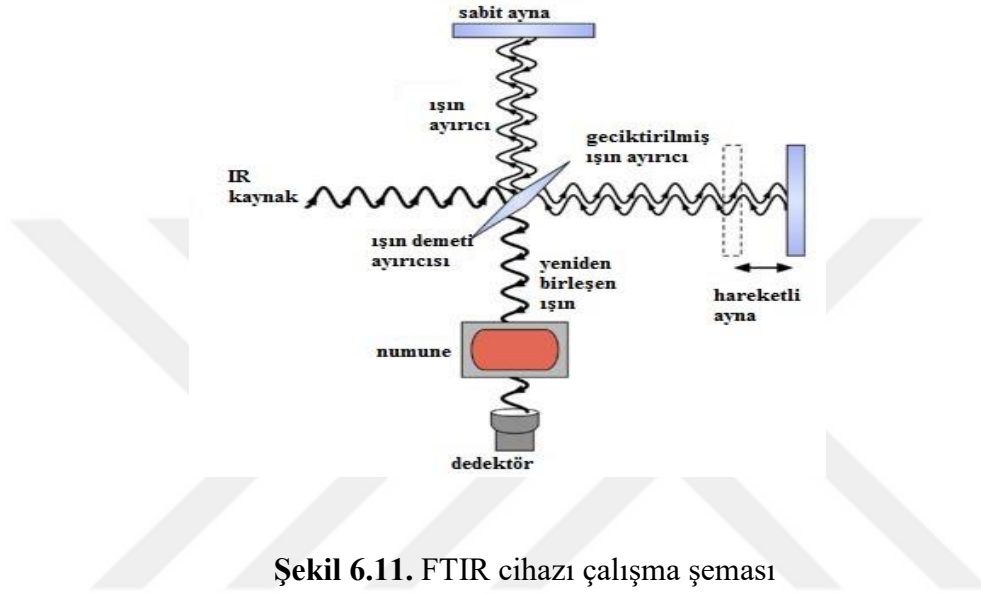 sabit ayna
ışın
ayırıcı
geciktirilmiş
ışın ayırıcı
IR
kaynak
ışın demeti
ayırıcısı
yeniden
birleşen
ışın
hareketli
ayna
numune
dedektör
Şekil 6.11. FTIR cihazı çalışma şeması